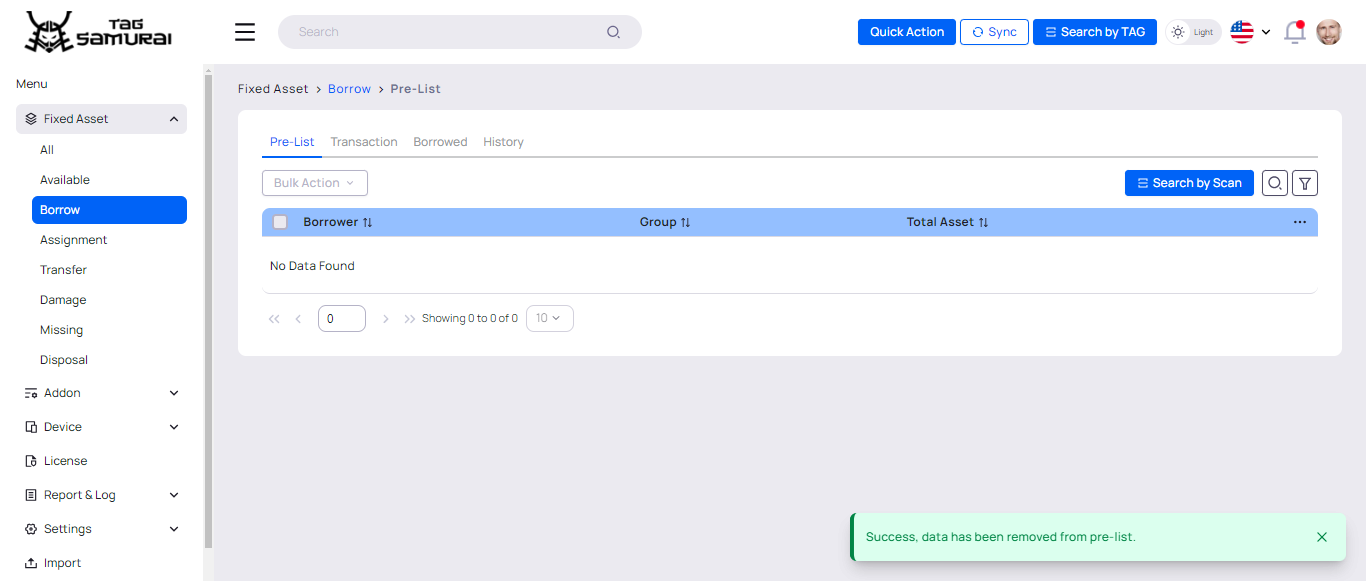 TAG SAMURAI
Search
Quick Action
Sync
Search by TAG
Light
Menu
Fixed Asset
All
Available
Borrow
Assignment
Transfer
Damage
Missing
Disposal
Addon
Device
License
Report & Log
Settings
Import
Fixed Asset > Borrow > Pre-List
Pre-List Transaction Borrowed History
Bulk Action
Search by Scan
Borrower Group Total Asset
No Data Found
0 Showing 0 to 0 of 0 10
Success, data has been removed from pre-list.